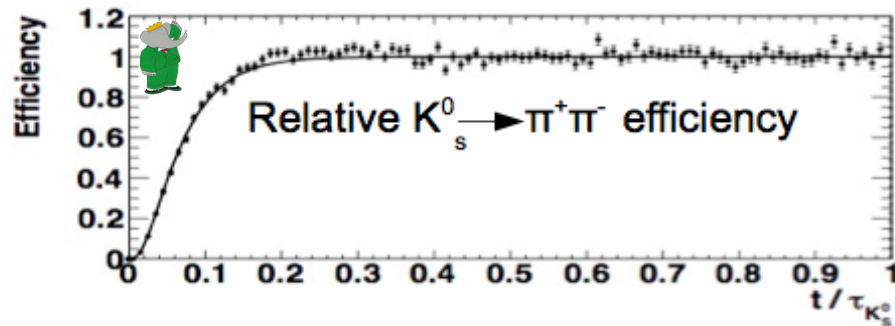 Efficiency
1.2
1
0.8
0.6
0.4
0.2
0
Relative K⁰ₛ → π⁺π⁻ efficiency
0 0.1 0.2 0.3 0.4 0.5 0.6 0.7 0.8 0.9 1
t / τ_K⁰ₛ